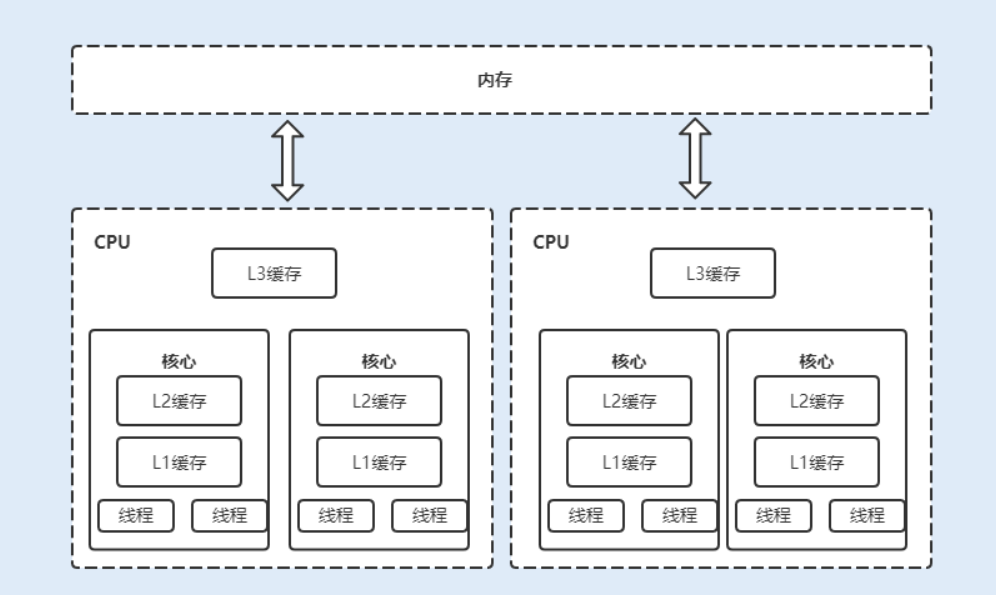 内存
CPU
CPU
L3缓存
L3缓存
核心
核心
核心
核心
L2缓存
L2缓存
L2缓存
L2缓存
L1缓存
L1缓存
L1缓存
L1缓存
线程
线程
线程
线程
线程
线程
线程
线程